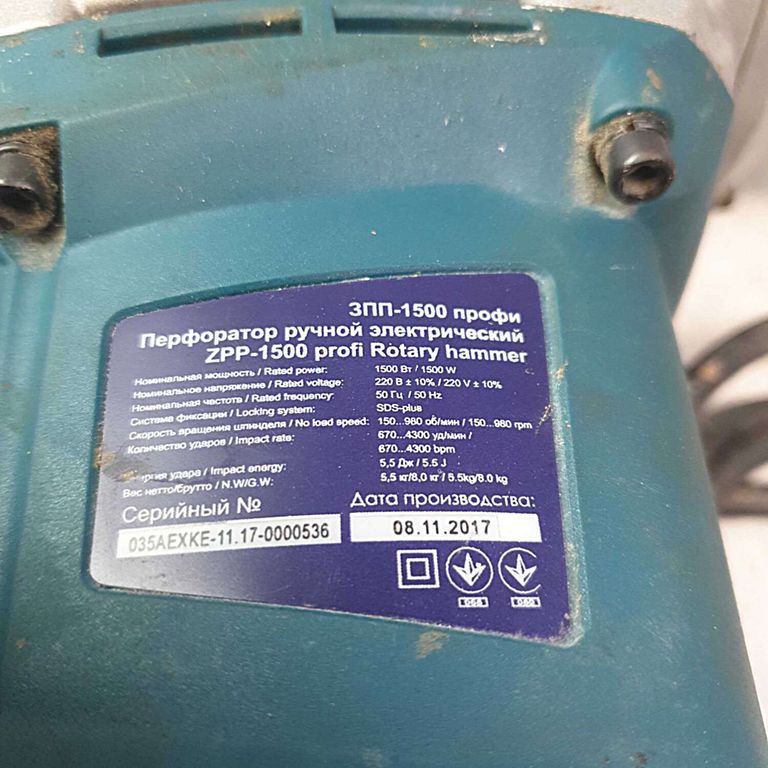 ЗПП-1500 профи
Перфоратор ручной электрический
ZPP-1500 profi Rotary hammer
Номинальная мощность / Rated power: 1500 Вт / 1500 W
Номинальное напряжение / Rated voltage: 220 В ± 10% / 220 V ± 10%
Номинальная частота / Rated frequency: 50 Гц / 50 Hz
Система фиксации / Locking system: SDS-plus
Скорость вращения шпинделя / No load speed: 150...980 об/мин / 150...980 rpm
Количество ударов / Impact rate: 670...4300 уд/мин /
670...4300 bpm
Энергия удара / Impact energy: 5,5 Дж / 5.5 J
Вес нетто/брутто / N.W/G.W: 5,5 кг/8,0 кг / 5.5kg/8.0 kg
Серийный № Дата производства:
035AEXKE-11.17-0000536 08.11.2017